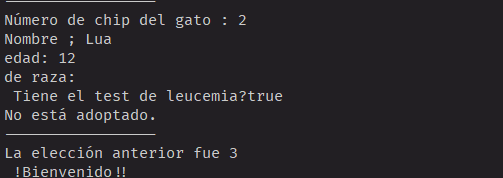 Número de chip del gato : 2
Nombre ; Lua
edad: 12
de raza:
Tiene el test de leucemia?true
No está adoptado.
La elección anterior fue 3
!Bienvenido!!